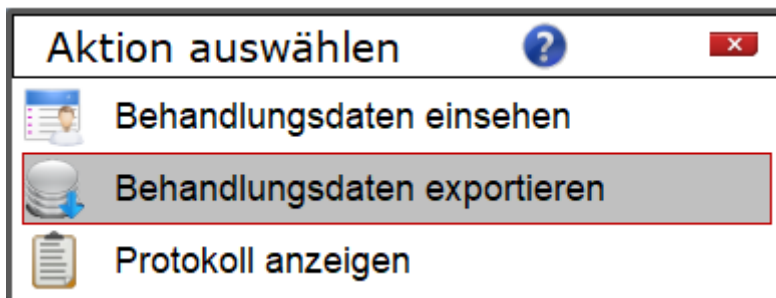 Aktion auswählen
Behandlungsdaten einsehen
Behandlungsdaten exportieren
Protokoll anzeigen